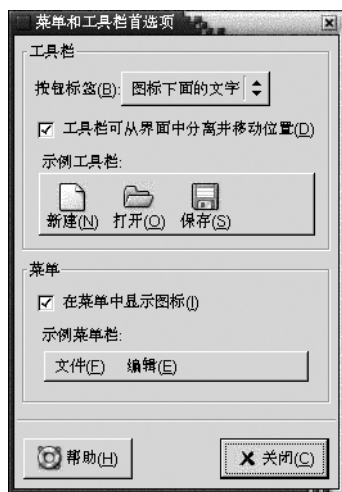 菜单和工具栏首选项
工具栏
按钮标签(B): 图标下面的文字
工具栏可从界面中分离并移动位置(D)
示例工具栏:
新建(N) 打开(O) 保存(S)
菜单
在菜单中显示图标(I)
示例菜单栏:
文件(F) 编辑(E)
帮助(H) 关闭(C)